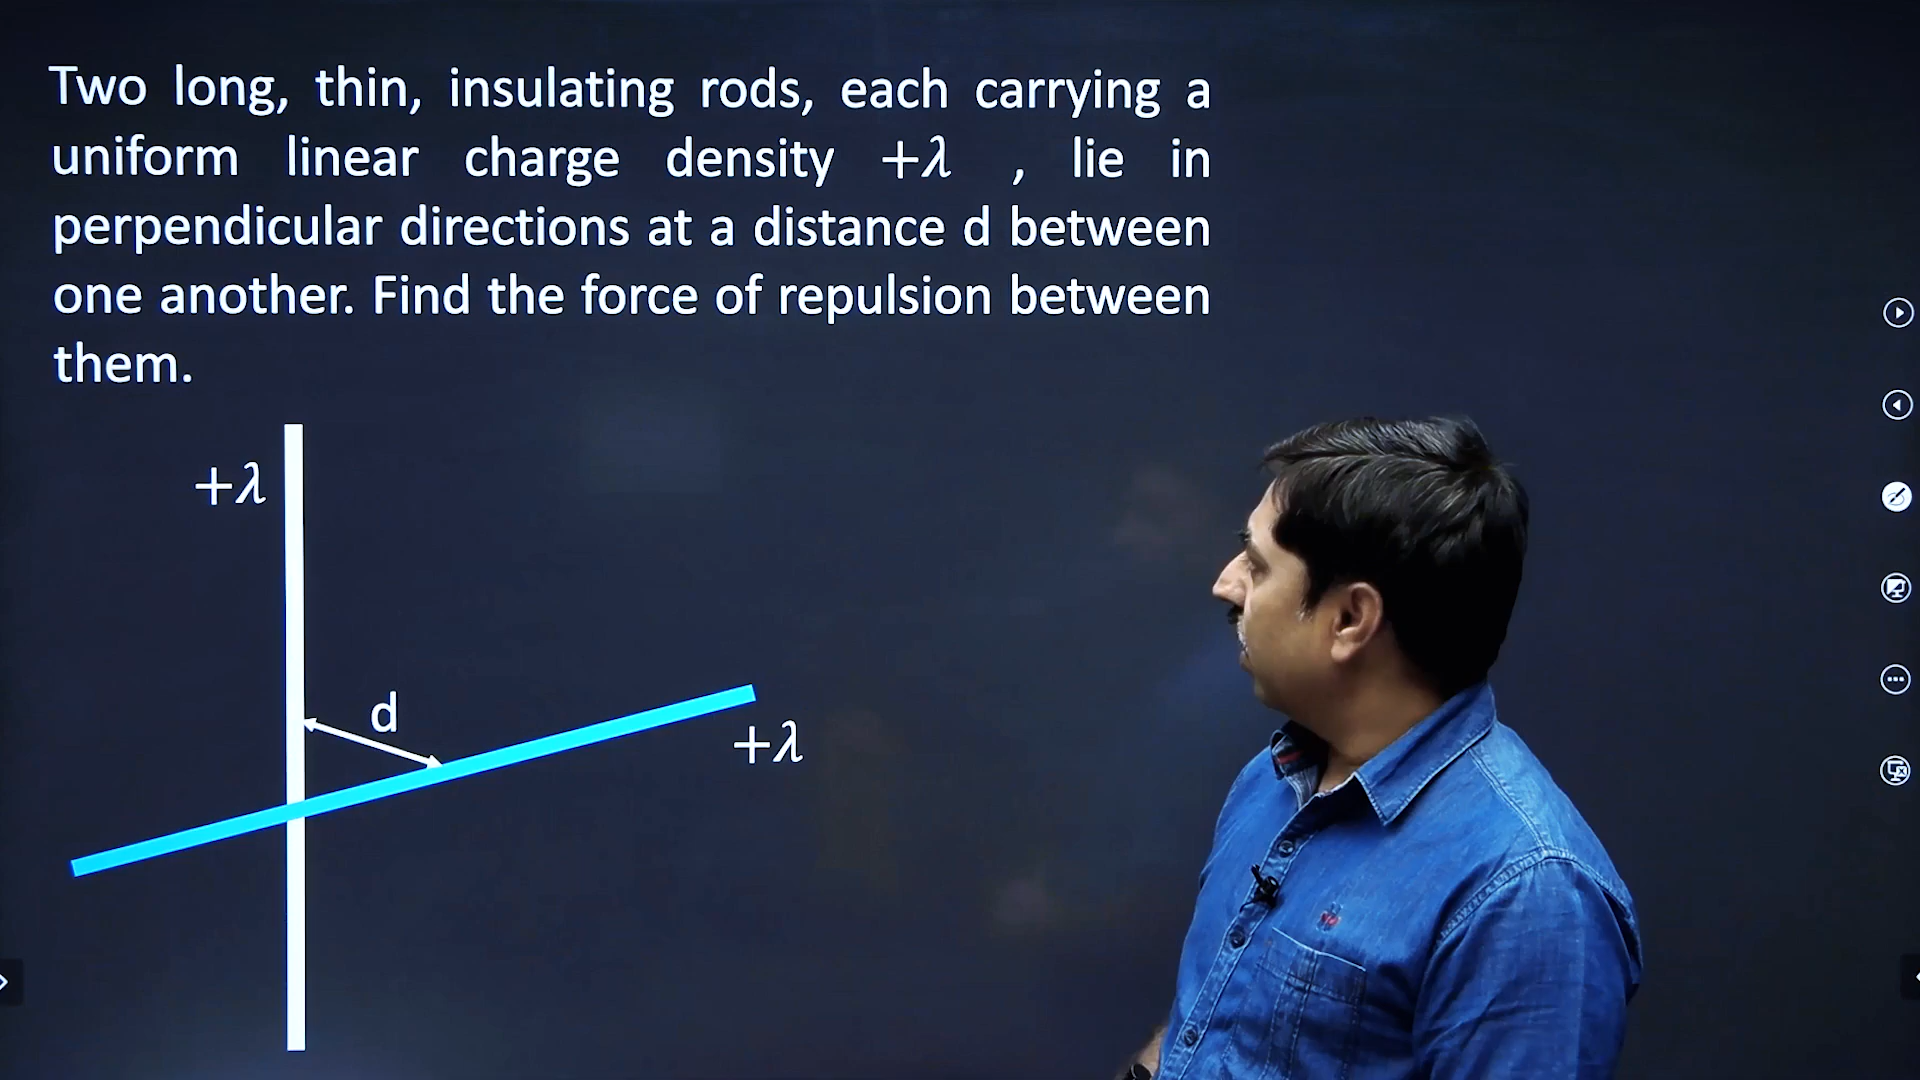 Two long, thin, insulating rods, each carrying a
uniform linear charge density +λ , lie in
perpendicular directions at a distance d between
one another. Find the force of repulsion between
them.
+λ
d
+λ